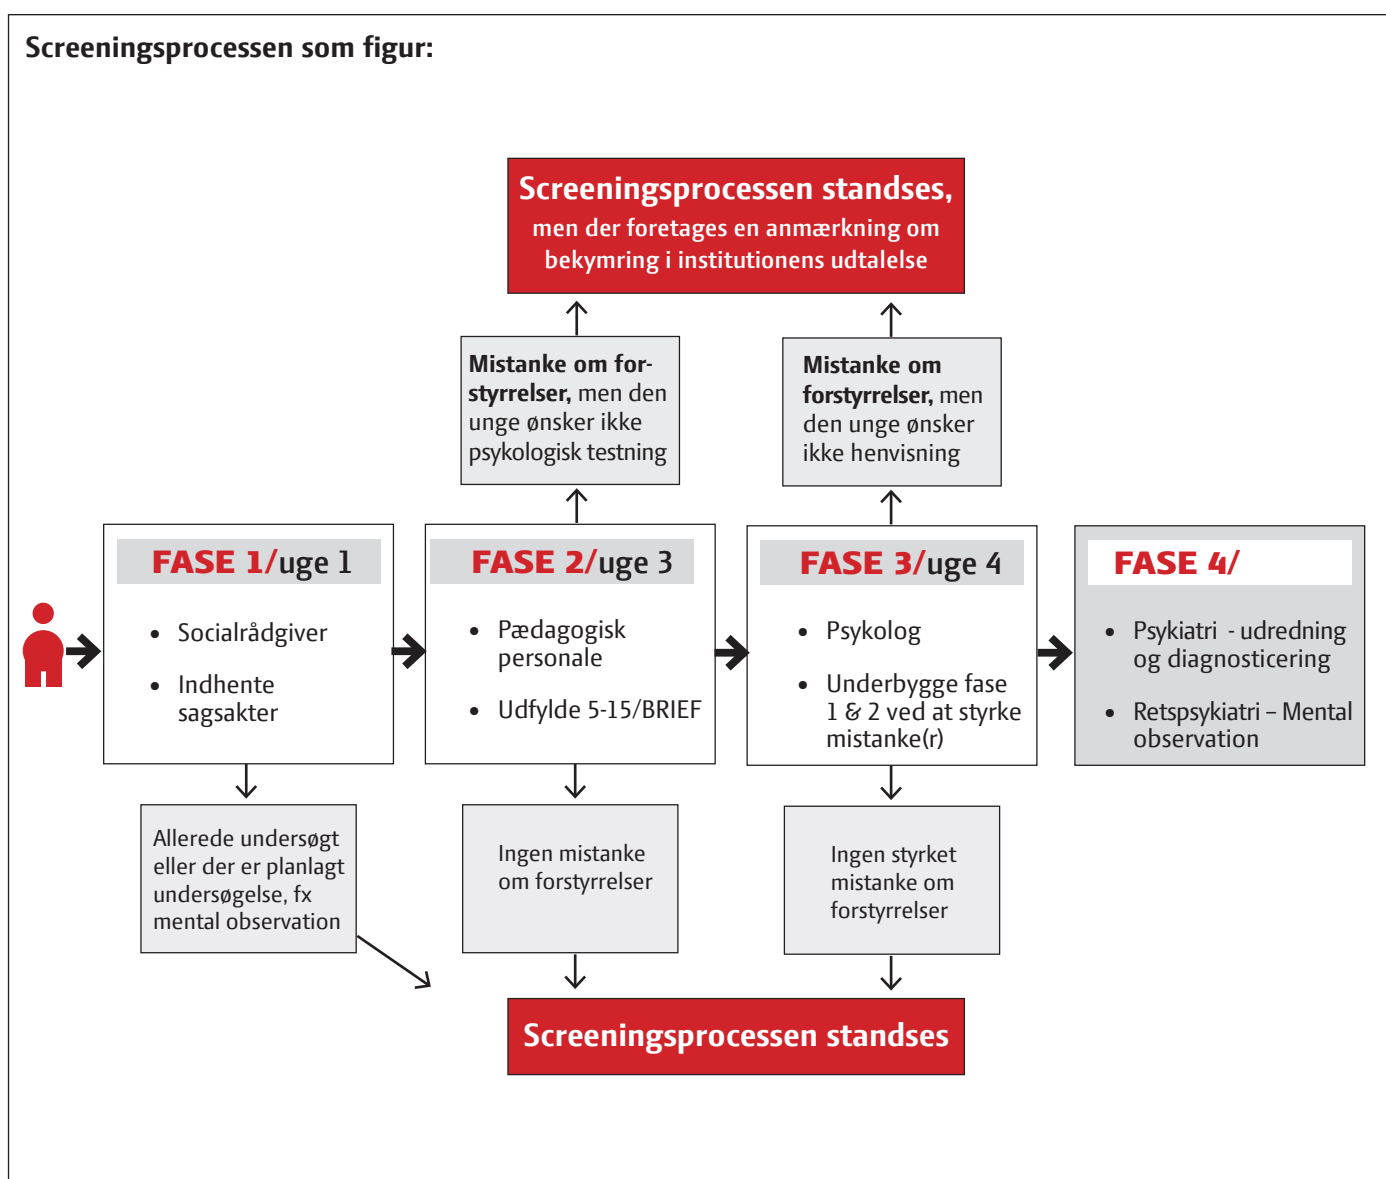 Screeningsprocessen som figur:
Screeningsprocessen standses,
men der foretages en anmærkning om
bekymring i institutionens udtalelse
Mistanke om for-
styrrelser, men den
unge ønsker ikke
psykologisk testning
Mistanke om
forstyrrelser, men
den unge ønsker
ikke henvisning
FASE 1/uge 1
• Socialrådgiver
• Indhente
sagsakter
FASE 2/uge 3
• Pædagogisk
personale
• Udfylde 5-15/BRIEF
FASE 3/uge 4
• Psykolog
• Underbygge fase
1 & 2 ved at styrke
mistanke(r)
FASE 4/
• Psykiatri - udredning
og diagnosticering
• Retspsykiatri – Mental
observation
Allerede undersøgt
eller der er planlagt
undersøgelse, fx
mental observation
Ingen mistanke
om forstyrrelser
Ingen styrket
mistanke om
forstyrrelser
Screeningsprocessen standses